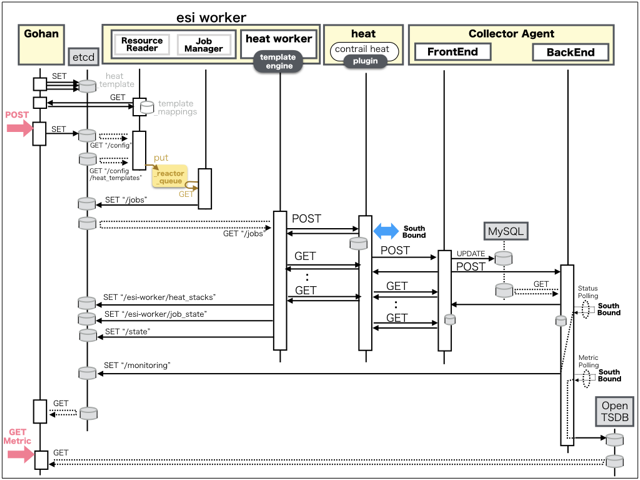 esi worker
Gohan
etcd
Resource
Reader
Job
Manager
heat worker
template
engine
heat
contrail heat
plugin
Collector Agent
FrontEnd
BackEnd
SET
heat
template
GET
template
_mappings
POST
SET
GET "/config"
put
GET "/config
/heat_templates"
_reactor
_queue
GET
SET "/jobs"
GET "/jobs
POST
South
Bound
MySQL
POST
UPDATE
POST
GET
:
GET
GET
:
GET
GET
Status
Polling
South
Bound
SET "/esi-worker/heat_stacks"
SET "/esi-worker/job_state"
SET "/state"
SET "/monitoring"
Metric
Polling
South
Bound
GET
Open
TSDB
GET
Metric
GET